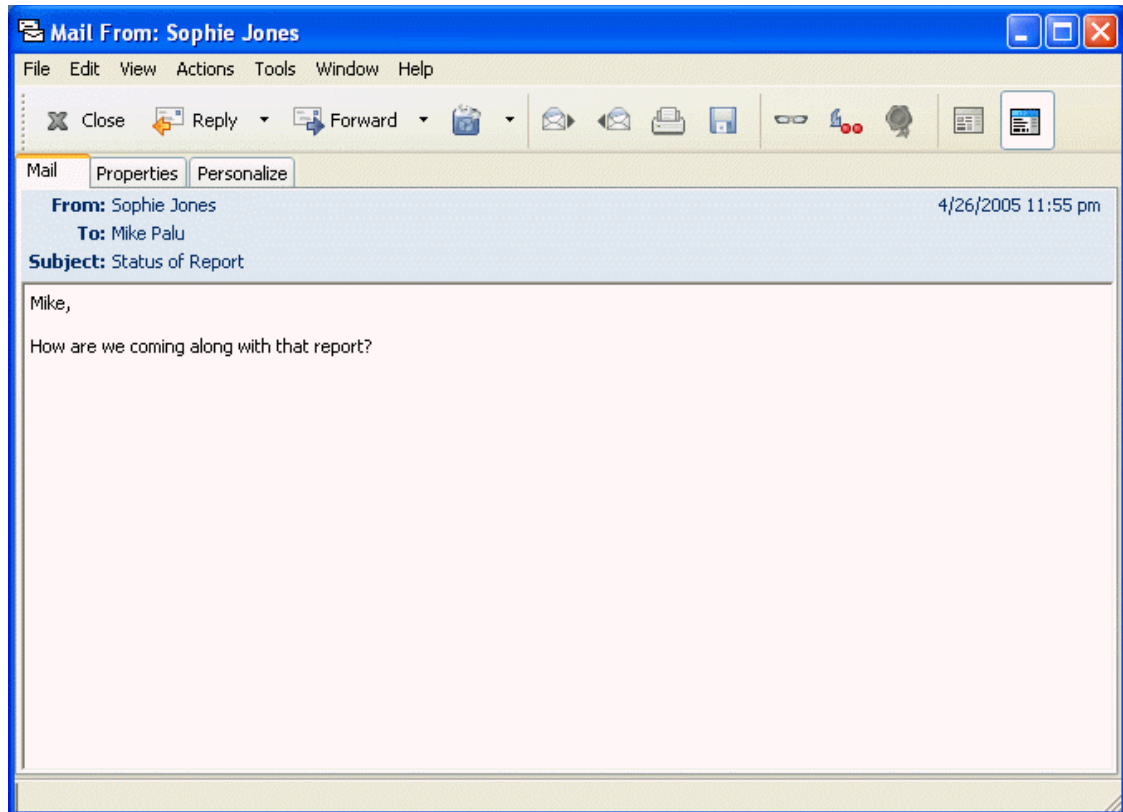 Mail From: Sophie Jones
File Edit View Actions Tools Window Help
Close Reply Forward
Mail Properties Personalize
From: Sophie Jones 4/26/2005 11:55 pm
To: Mike Palu
Subject: Status of Report
Mike,
How are we coming along with that report?